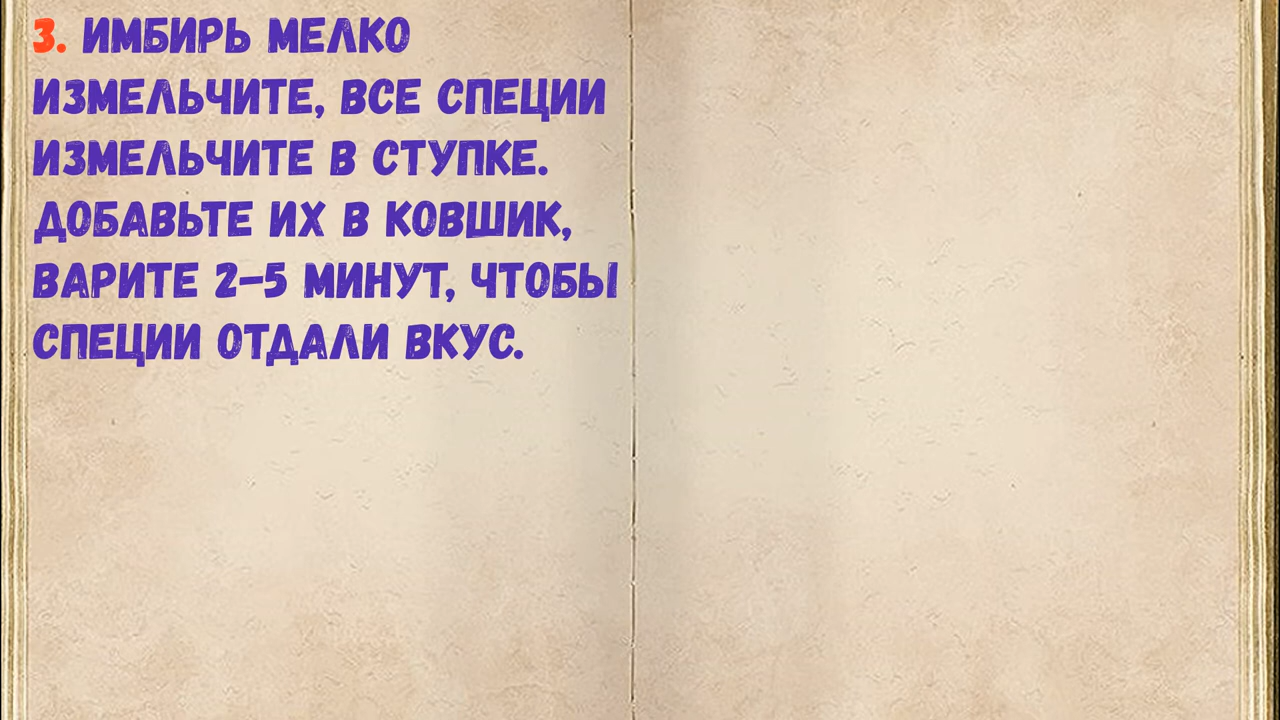 3. ИМБИРЬ МЕЛКО
ИЗМЕЛЬЧИТЕ, ВСЕ СПЕЦИИ
ИЗМЕЛЬЧИТЕ В СТУПКЕ.
ДОБАВЬТЕ ИХ В КОВШИК,
ВАРИТЕ 2-5 МИНУТ, ЧТОБЫ
СПЕЦИИ ОТДАЛИ ВКУС.